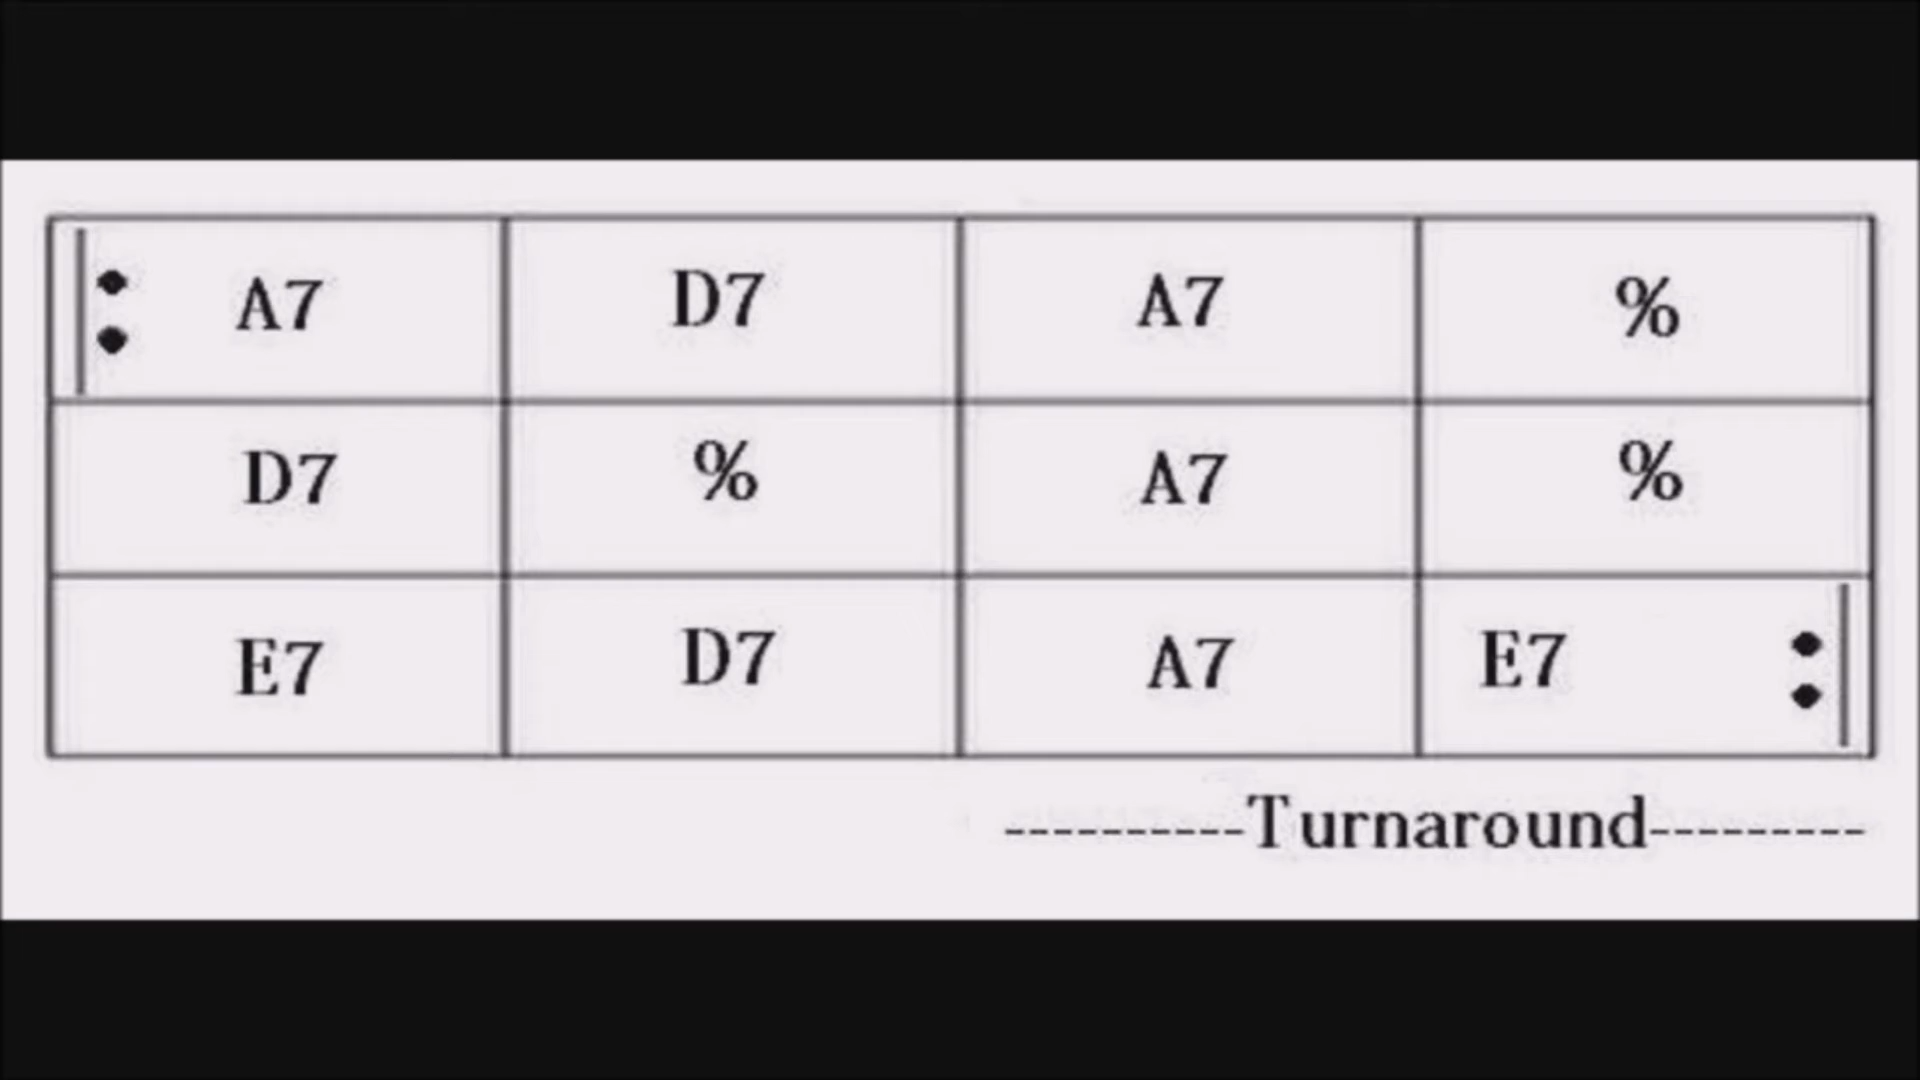 A7 D7 A7 %
D7 % A7 %
E7 D7 A7 E7
----------Turnaround---------